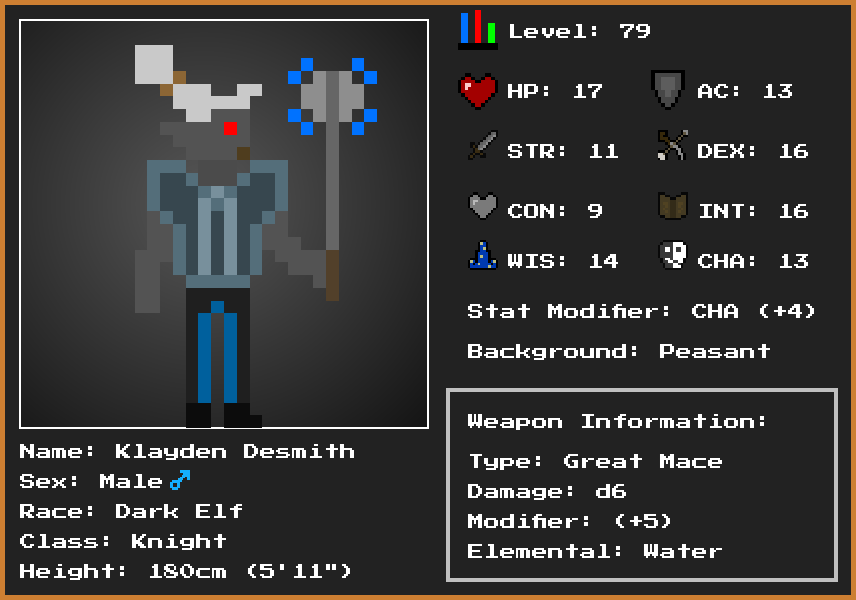 Level: 79
HP: 17
AC: 13
STR: 11
DEX: 16
CON: 9
INT: 16
WIS: 14
CHA: 13
Stat Modifier: CHA (+4)
Background: Peasant
Weapon Information:
Type: Great Mace
Damage: d6
Modifier: (+5)
Elemental: Water
Name: Klayden Desmith
Sex: Male♂
Race: Dark Elf
Class: Knight
Height: 180cm (5'11")